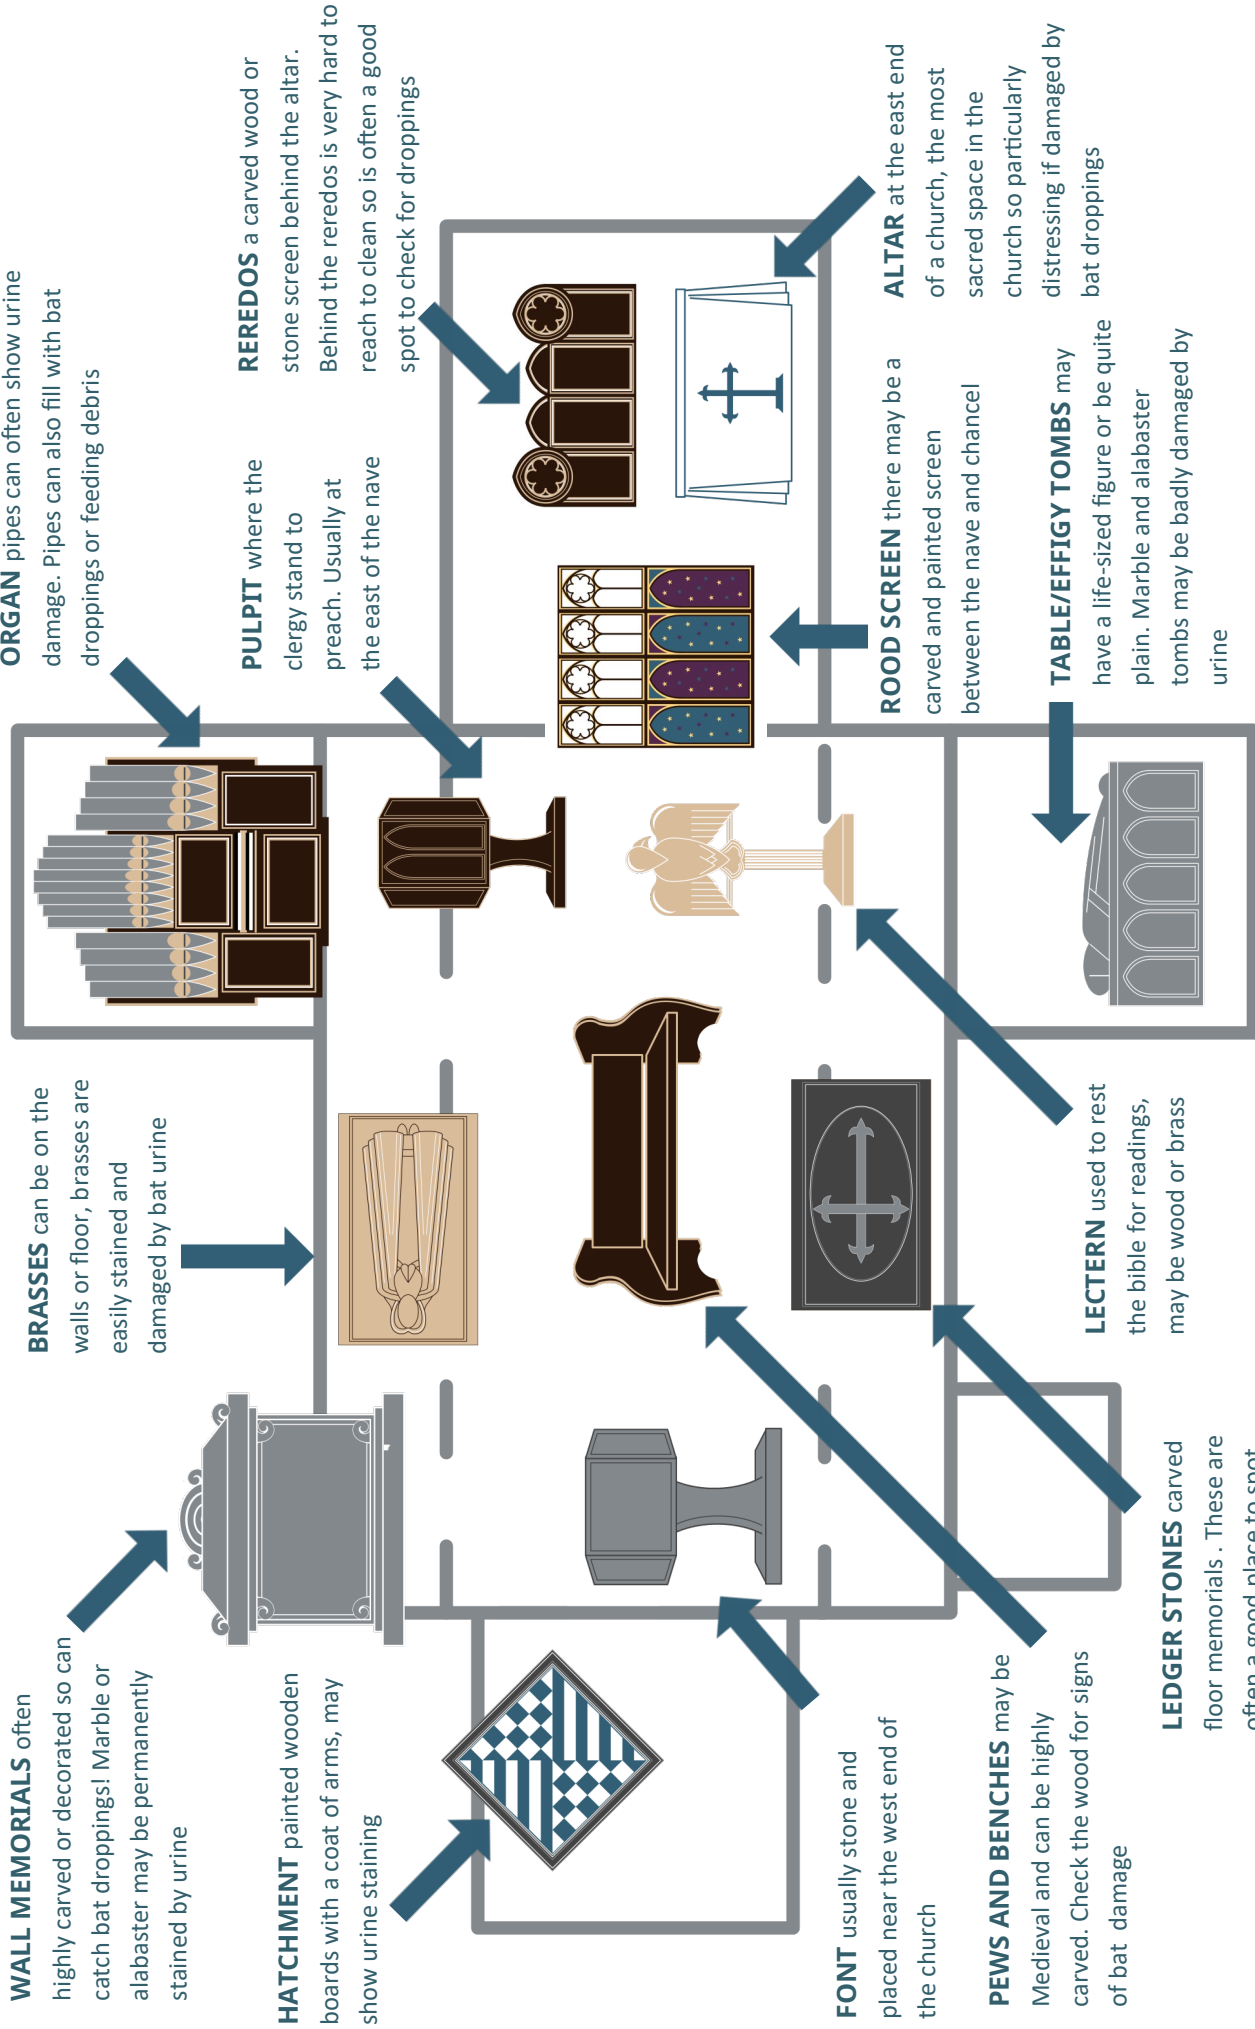 WALL MEMORIALS often
highly carved or decorated so can
catch bat droppings! Marble or
alabaster may be permanently
stained by urine
BRASSES can be on the
walls or floor, brasses are
easily stained and
damaged by bat urine
ORGAN pipes can often show urine
damage. Pipes can also fill with bat
droppings or feeding debris
HATCHMENT painted wooden
boards with a coat of arms, may
show urine staining
PULPIT where the
clergy stand to
preach. Usually at
the east of the nave
REREDOS a carved wood or
stone screen behind the altar.
Behind the reredos is very hard to
reach to clean so is often a good
spot to check for droppings
FONT usually stone and
placed near the west end of
the church
ROOD SCREEN there may be a
carved and painted screen
between the nave and chancel
ALTAR at the east end
of a church, the most
sacred space in the
church so particularly
distressing if damaged by
bat droppings
PEWS AND BENCHES may be
Medieval and can be highly
carved. Check the wood for signs
of bat damage
LECTERN used to rest
the bible for readings,
may be wood or brass
TABLE/EFFIGY TOMBS may
have a life-sized figure or be quite
plain. Marble and alabaster
tombs may be badly damaged by
urine
LEDGER STONES carved
floor memorials . These are
often a good place to spot